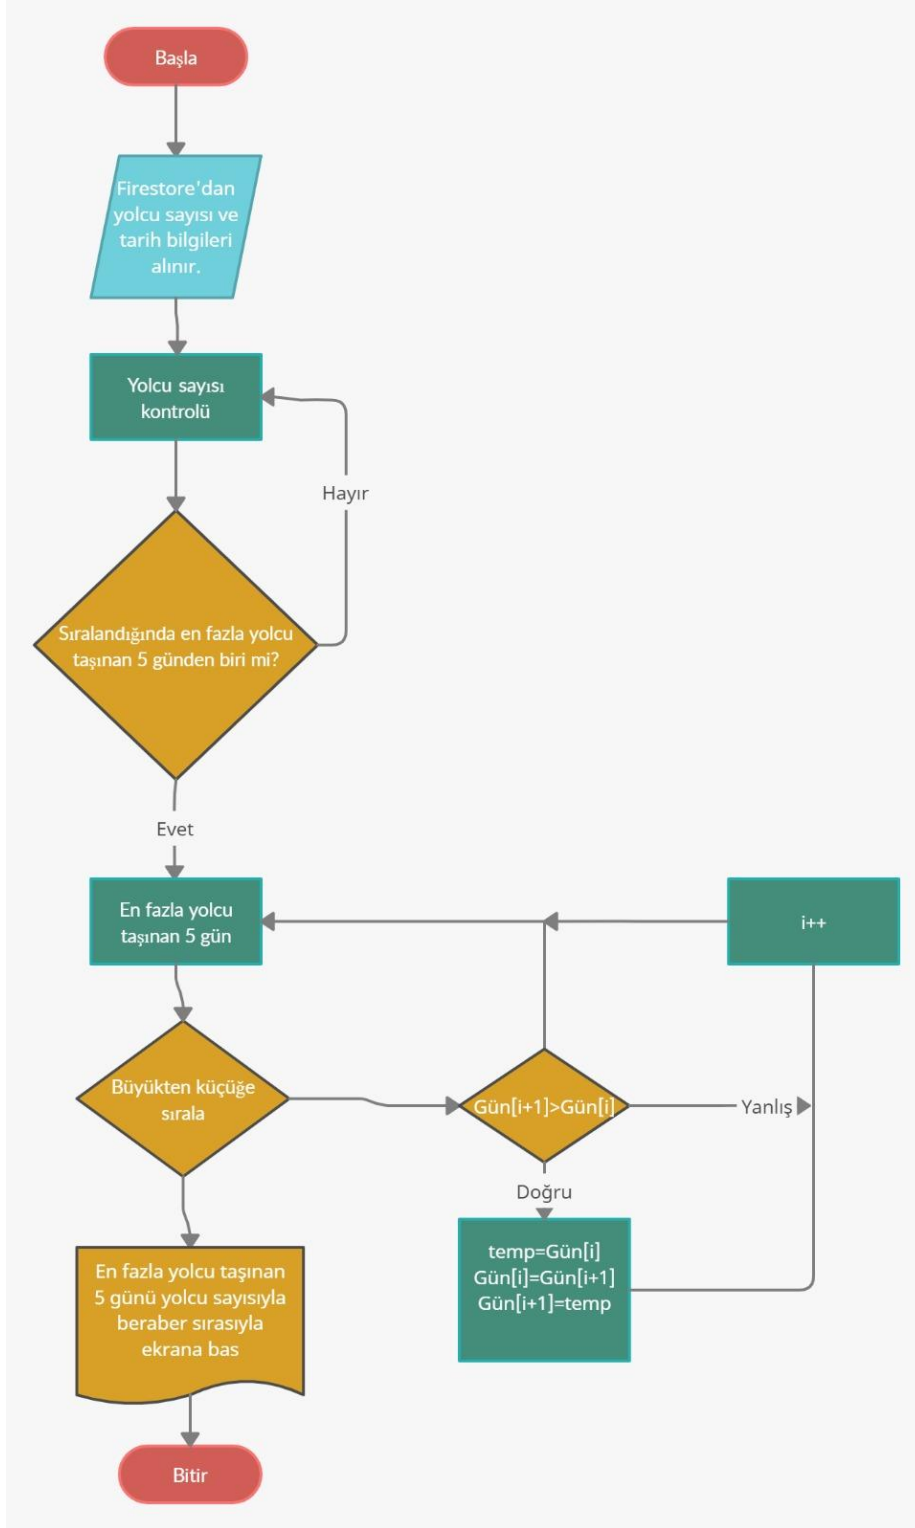 Başla
Firestore'dan
yolcu sayısı ve
tarih bilgileri
alınır.
Yolcu sayısı
kontrolü
Hayır
Sıralandığında en fazla yolcu
taşınan 5 günden biri mi?
Evet
En fazla yolcu
taşınan 5 gün
i++
Büyükten küçüğe
sırala
Gün[i+1]>Gün[i]
Yanlış
Doğru
temp=Gün[i]
Gün[i]=Gün[i+1]
Gün[i+1]=temp
En fazla yolcu taşınan
5 günü yolcu sayısıyla
beraber sırasıyla
ekrana bas
Bitir